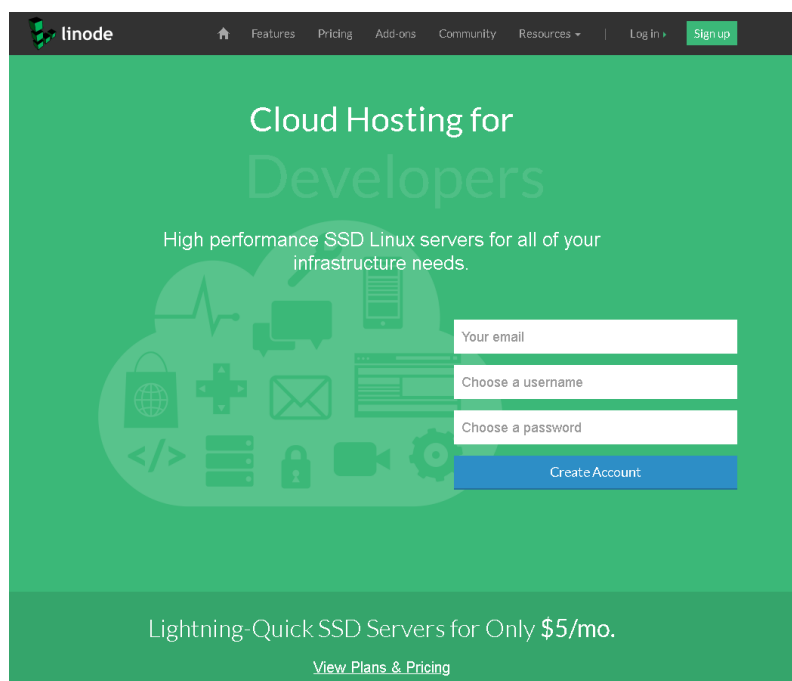 linode
Features Pricing Add-ons Community Resources | Log in Sign up
Cloud Hosting for
Developers
High performance SSD Linux servers for all of your
infrastructure needs.
Your email
Choose a username
Choose a password
</>
Create Account
Lightning-Quick SSD Servers for Only $5/mo.
View Plans & Pricing